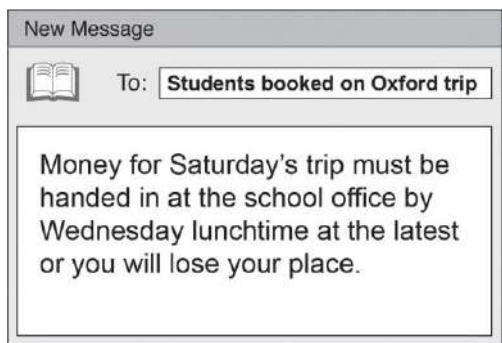 New Message
To: Students booked on Oxford trip
Money for Saturday's trip must be
handed in at the school office by
Wednesday lunchtime at the latest
or you will lose your place.